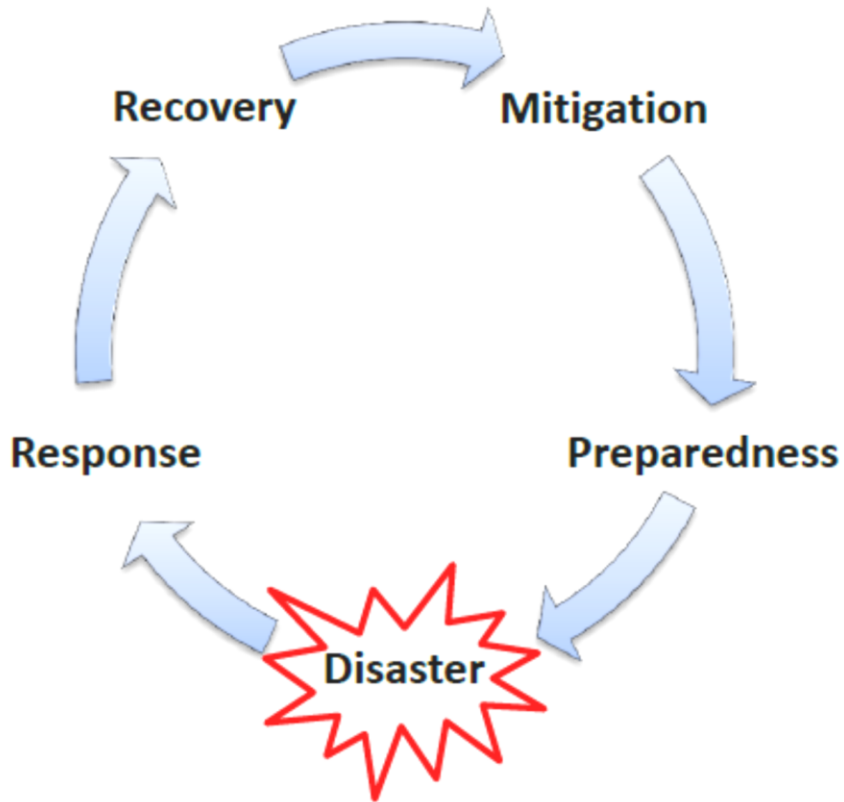 Recovery
Mitigation
Response
Preparedness
Disaster